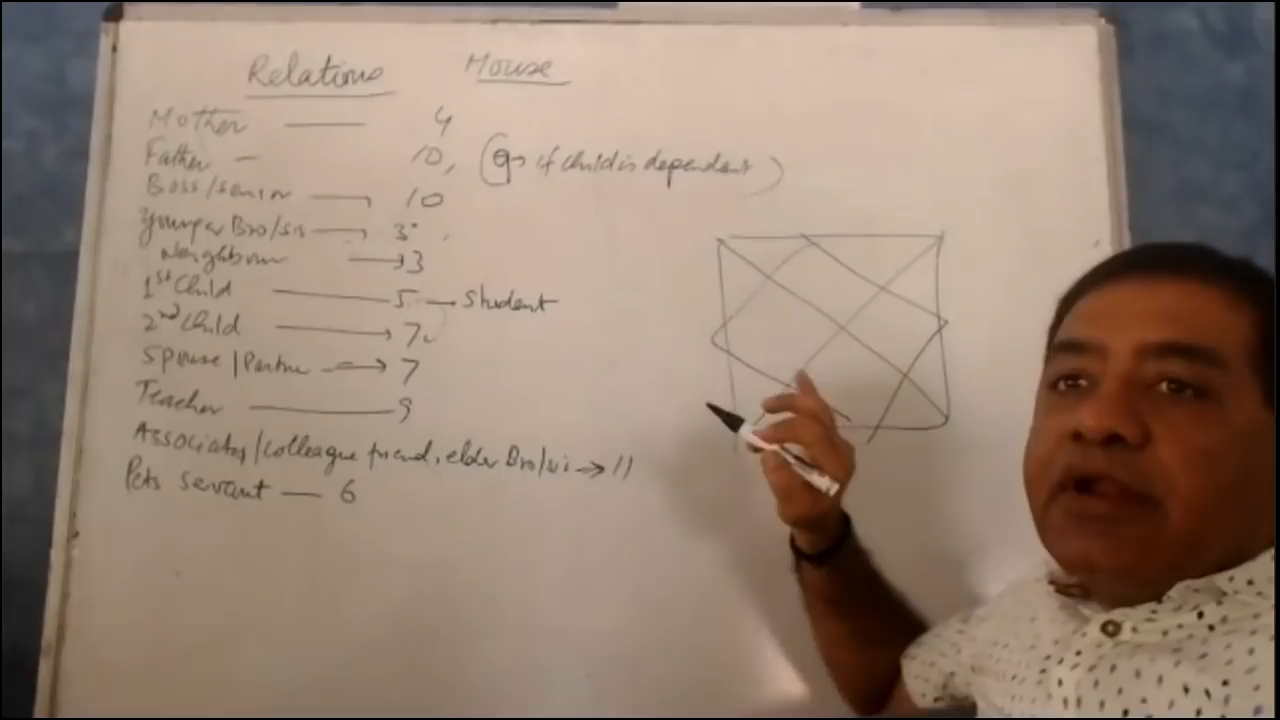 Relations House
Mother — 4
Father — 10, (9→ if child is dependent)
Boss/senior — 10
Younger Bro/sis — 3
Neighbour → 3
1st Child — 5 — Student
2nd Child → 7
Spouse/Partner → 7
Teacher — 9
Associates/Colleague friend, elder Bro/sis → 11
Pets servant — 6